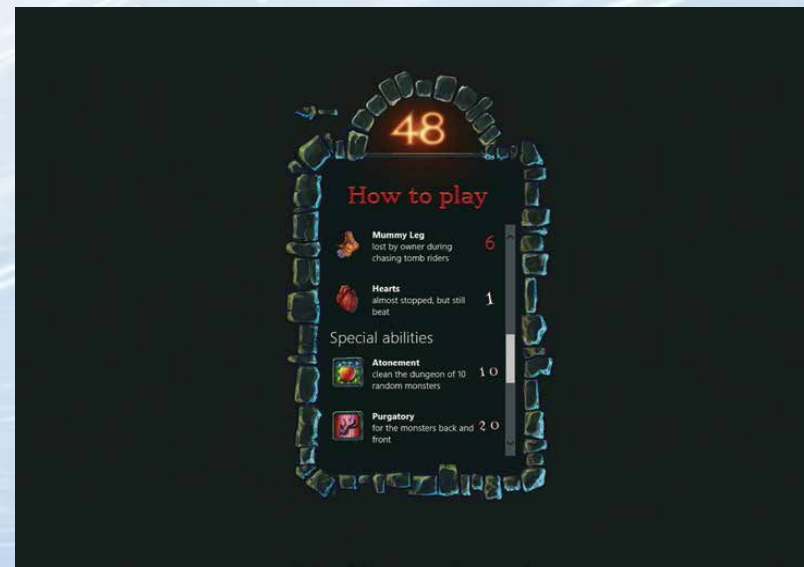 48
How to play
Mummy Leg
lost by owner during
chasing tomb riders
6
Hearts
almost stopped, but still
beat
1
Special abilities
Atonement
clean the dungeon of 10
random monsters
10
Purgatory
for the monsters back and
front
20